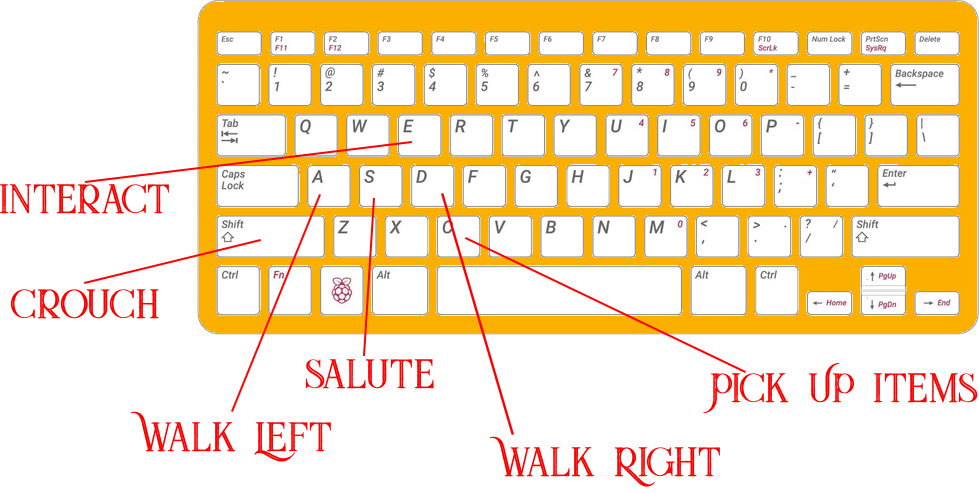 Esc F1 F11 F2 F12 F3 F4 F5 F6 F7 F8 F9 F10 ScrLk Num Lock PrtScn SysRq Delete
~ ` ! 1 @ 2 # 3 $ 4 % 5 ^ 6 & 7 7 * 8 8 ( 9 9 ) 0 * _ - + = Backspace
Tab Q W E R T Y U 4 I 5 O 6 P - { [ } ] | \
Caps Lock A S D F G H J 1 K 2 L 3 : ; + “ ‘ Enter
Shift Z X C V B N M 0 < , > . . ? / / Shift
Ctrl Fn Alt Alt Ctrl Home PgUp PgDn End
INTERACT
CROUCH
SALUTE
PICK UP ITEMS
WALK LEFT
WALK RIGHT